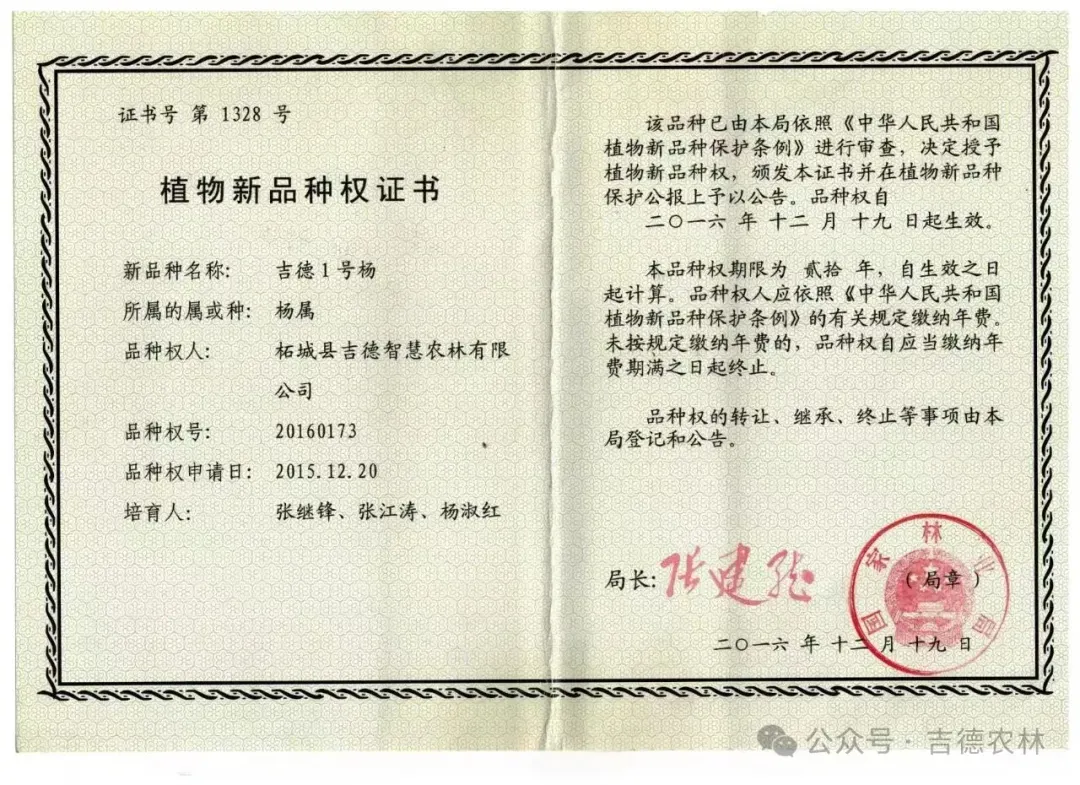 证书号 第 1328 号
植物新品种权证书
新品种名称: 吉德1号杨
所属的属或种: 杨属
品种权人: 柘城县吉德智慧农林有限
公司
品种权号: 20160173
品种权申请日: 2015.12.20
培育人: 张继锋、张江涛、杨淑红
该品种已由本局依照《中华人民共和国
植物新品种保护条例》进行审查，决定授予
植物新品种权，颁发本证书并在植物新品种
保护公报上予以公告。品种权自
二〇一六 年 十二 月 十九 日起生效。
本品种权期限为 贰拾 年，自生效之日
起计算。品种权人应依照《中华人民共和国
植物新品种保护条例》的有关规定缴纳年费。
未按规定缴纳年费的，品种权自应当缴纳年
费期满之日起终止。
品种权的转让、继承、终止等事项由本
局登记和公告。
局长: 张建龙
国家林业局
（局章）
二〇一六 年 十二 月 十九 日
公众号·吉德农林